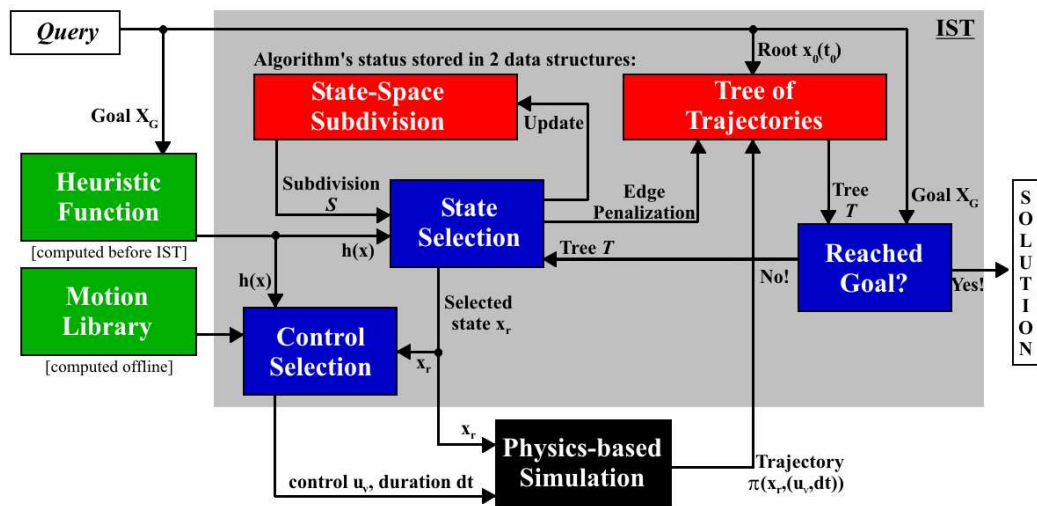 Query
IST
Root x₀(t₀)
Algorithm's status stored in 2 data structures:
State-Space
Subdivision
Tree of
Trajectories
Goal X_G
Update
Heuristic
Function
[computed before IST]
Subdivision
S
State
Selection
Edge
Penalization
Tree
T
Goal X_G
h(x)
Tree T
Reached
Goal?
No!
Yes!
SOLUTION
h(x)
Motion
Library
[computed offline]
Selected
state x_r
Control
Selection
x_r
x_r
Physics-based
Simulation
control u_v, duration dt
Trajectory
π(x_r,(u_v,dt))